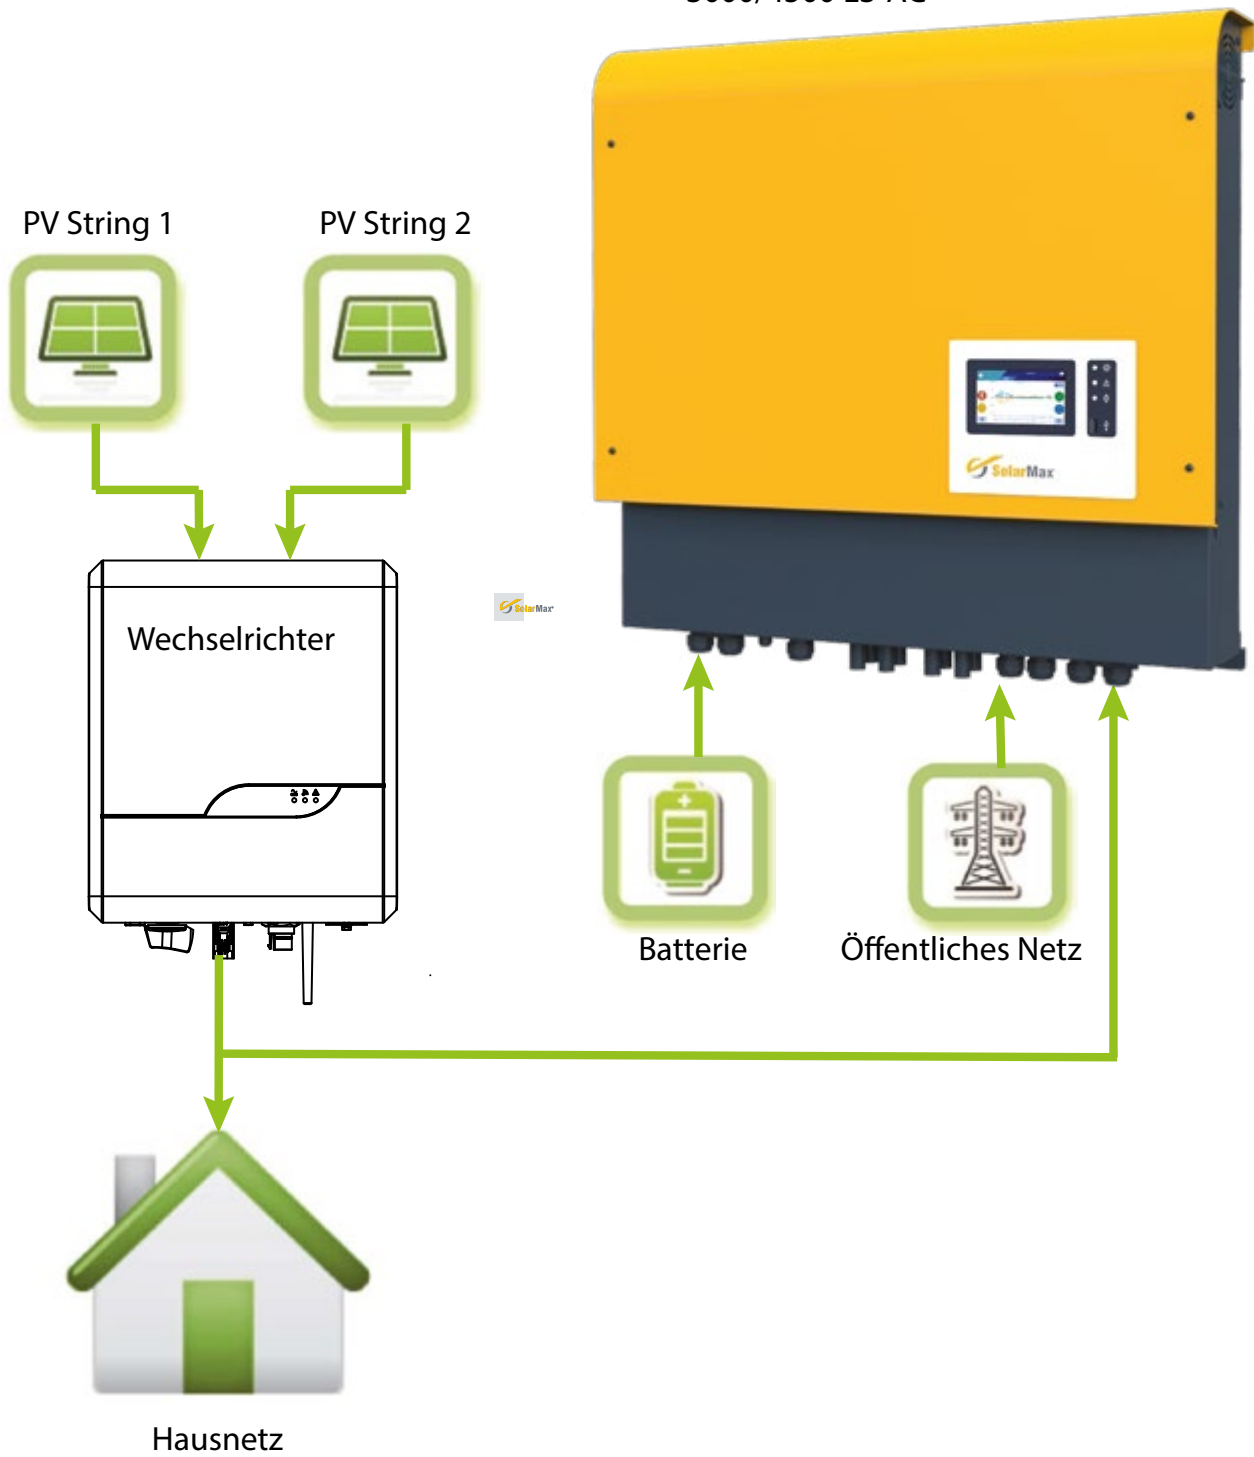 PV String 1
PV String 2
SolarMax
Wechselrichter
SolarMax
Batterie
Öffentliches Netz
Hausnetz